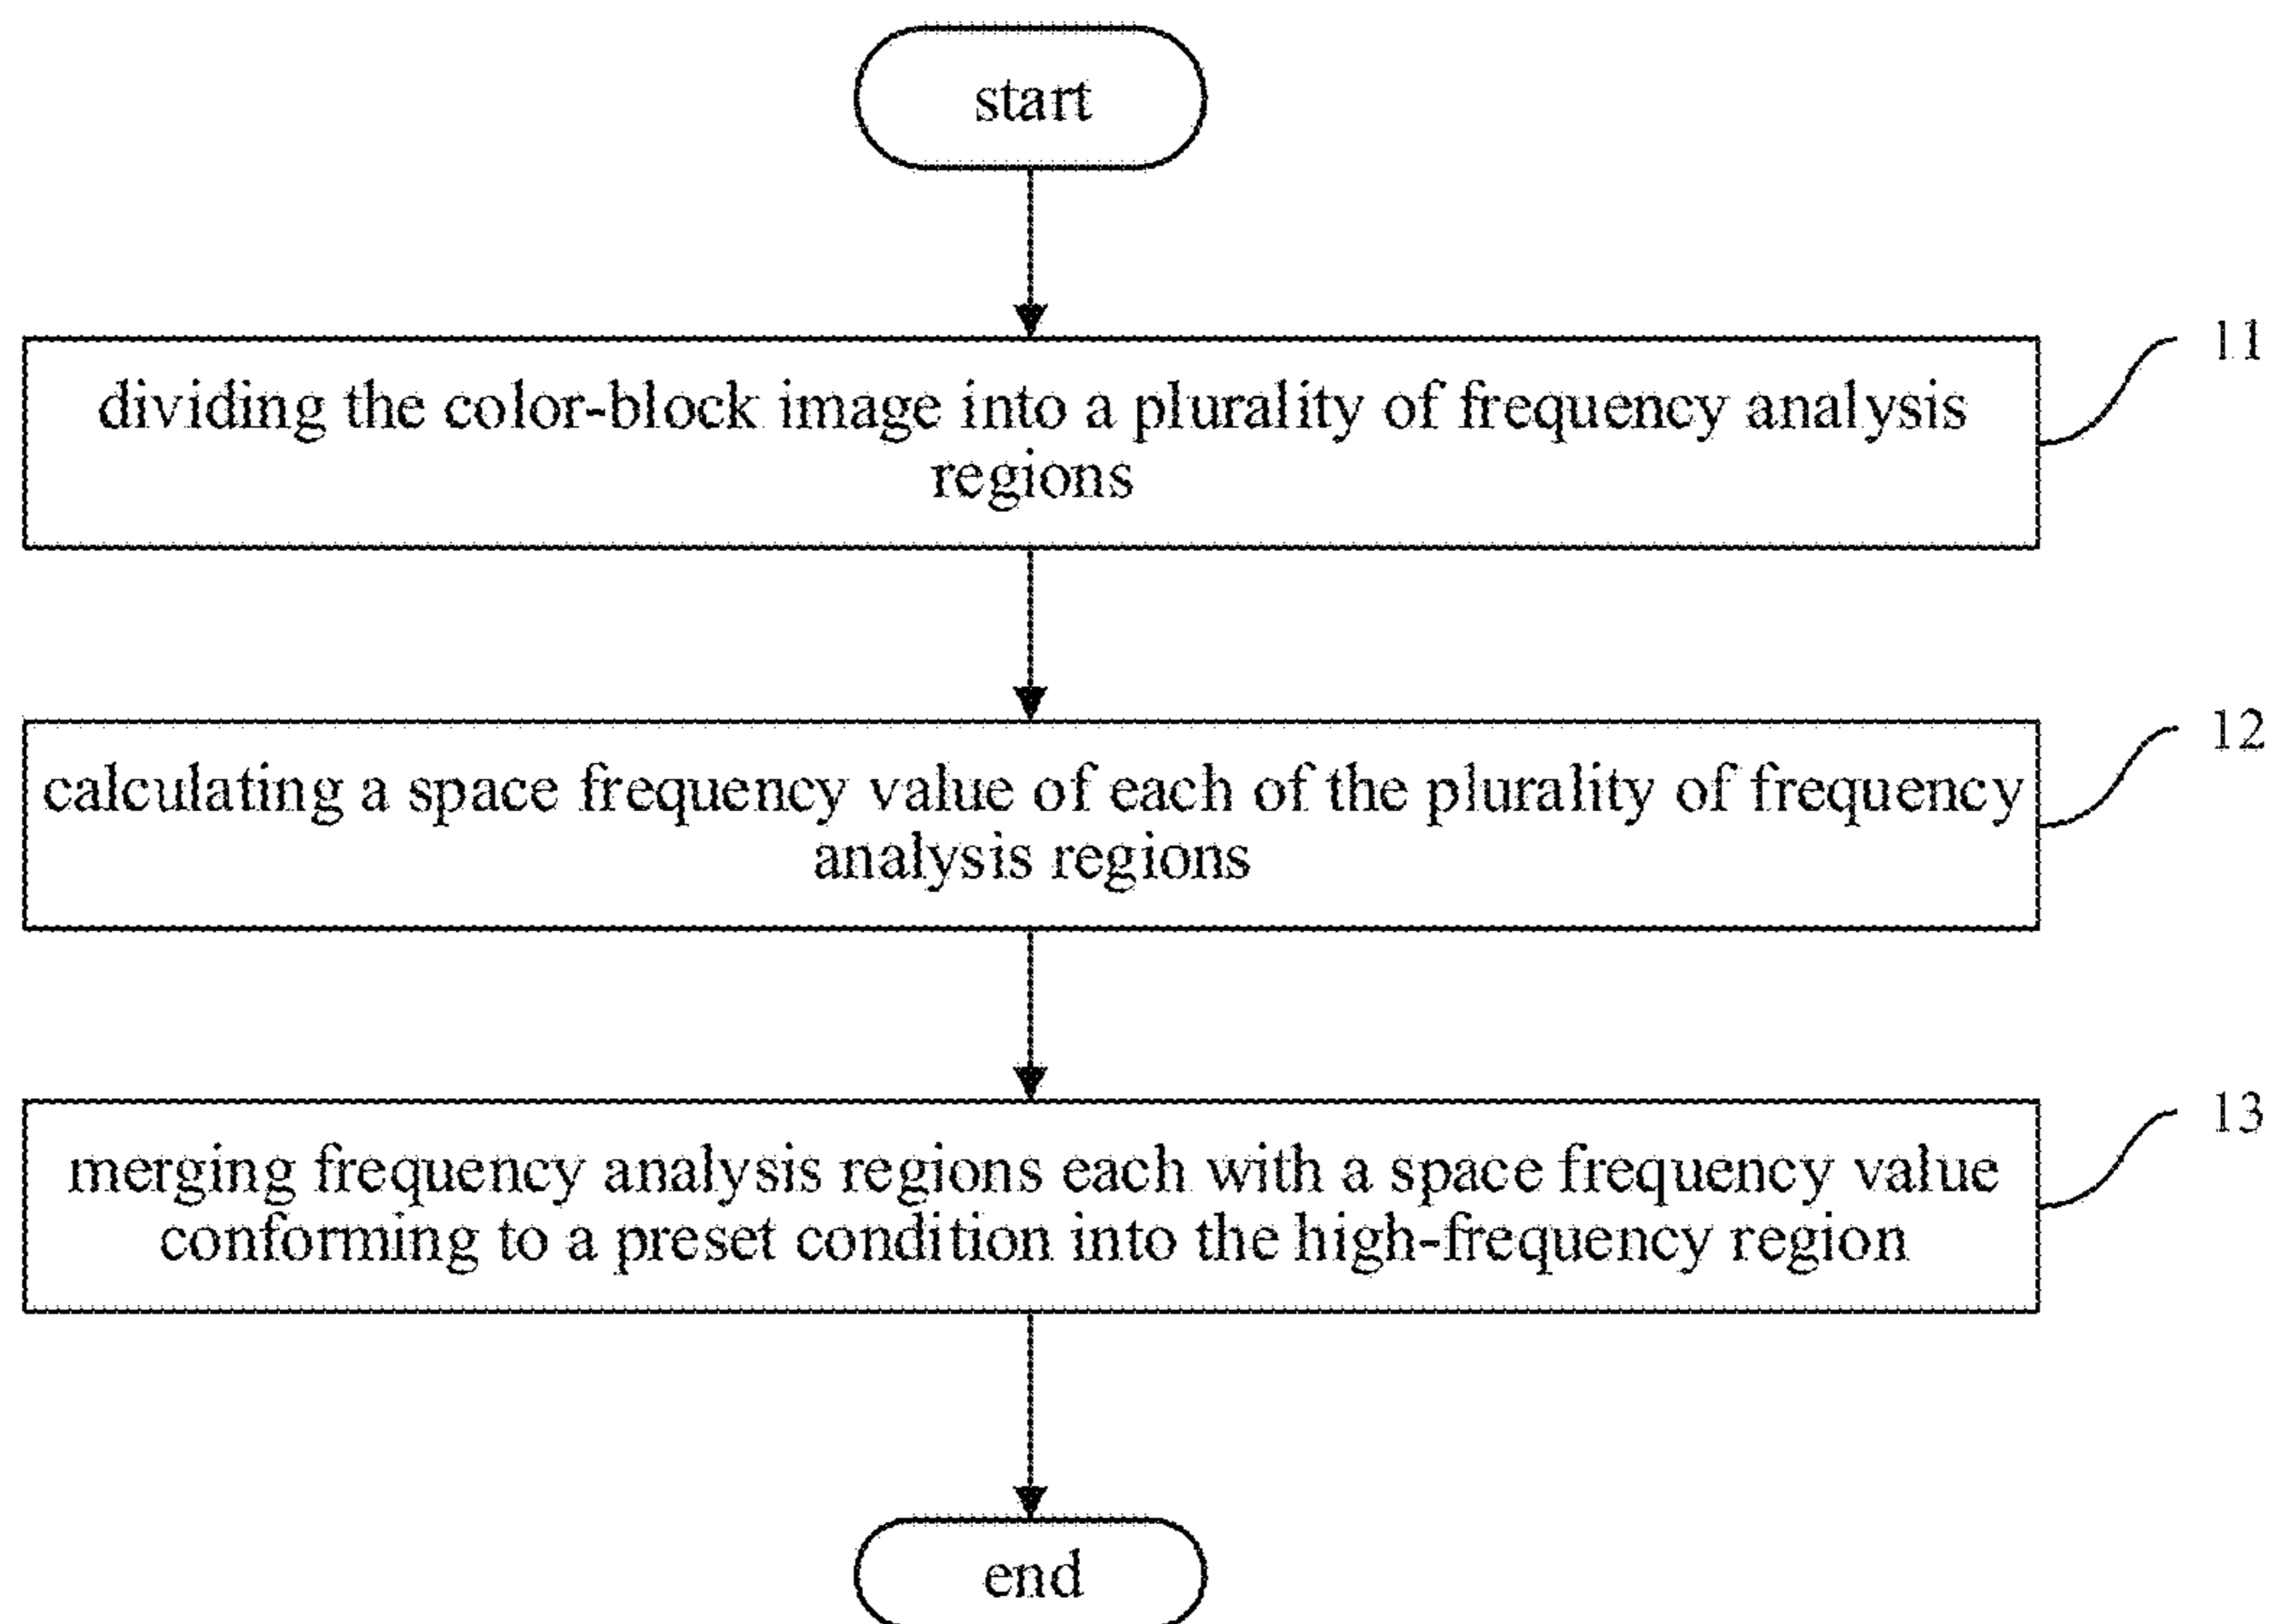 start
11
dividing the color-block image into a plurality of frequency analysis
regions
12
calculating a space frequency value of each of the plurality of frequency
analysis regions
13
merging frequency analysis regions each with a space frequency value
conforming to a preset condition into the high-frequency region
end